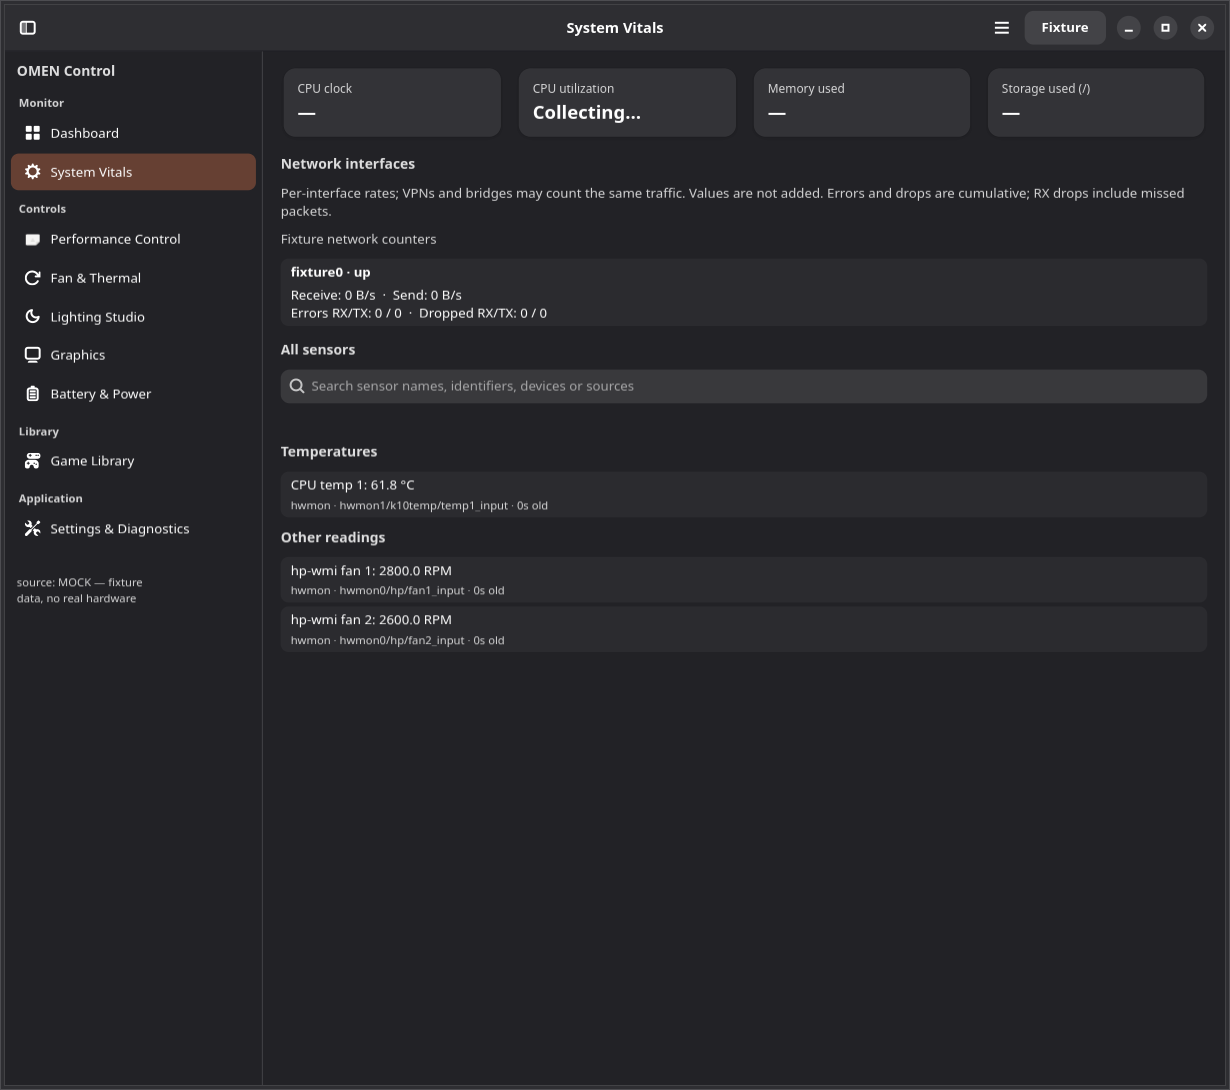 System Vitals
Fixture
OMEN Control
Monitor
Dashboard
System Vitals
Controls
Performance Control
Fan & Thermal
Lighting Studio
Graphics
Battery & Power
Library
Game Library
Application
Settings & Diagnostics
source: MOCK — fixture
data, no real hardware
CPU clock
—
CPU utilization
Collecting...
Memory used
—
Storage used (/)
—
Network interfaces
Per-interface rates; VPNs and bridges may count the same traffic. Values are not added. Errors and drops are cumulative; RX drops include missed
packets.
Fixture network counters
fixture0 · up
Receive: 0 B/s · Send: 0 B/s
Errors RX/TX: 0 / 0 · Dropped RX/TX: 0 / 0
All sensors
Search sensor names, identifiers, devices or sources
Temperatures
CPU temp 1: 61.8 °C
hwmon · hwmon1/k10temp/temp1_input · 0s old
Other readings
hp-wmi fan 1: 2800.0 RPM
hwmon · hwmon0/hp/fan1_input · 0s old
hp-wmi fan 2: 2600.0 RPM
hwmon · hwmon0/hp/fan2_input · 0s old